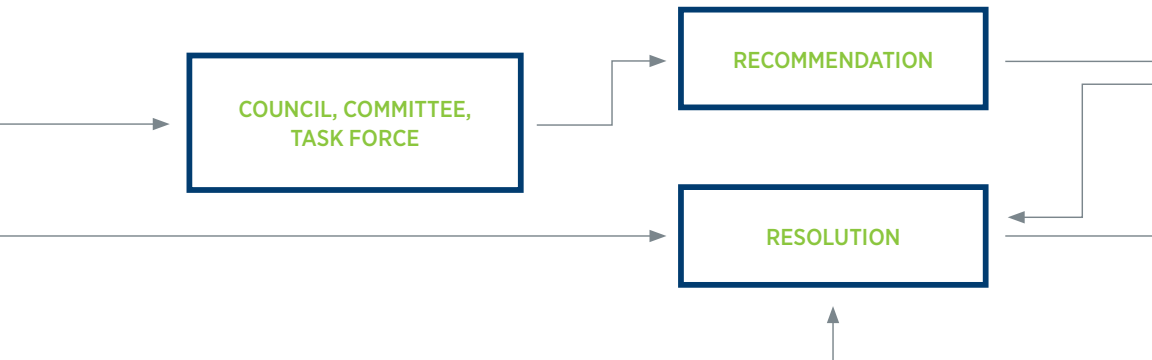 RECOMMENDATION
COUNCIL, COMMITTEE,
TASK FORCE
RESOLUTION